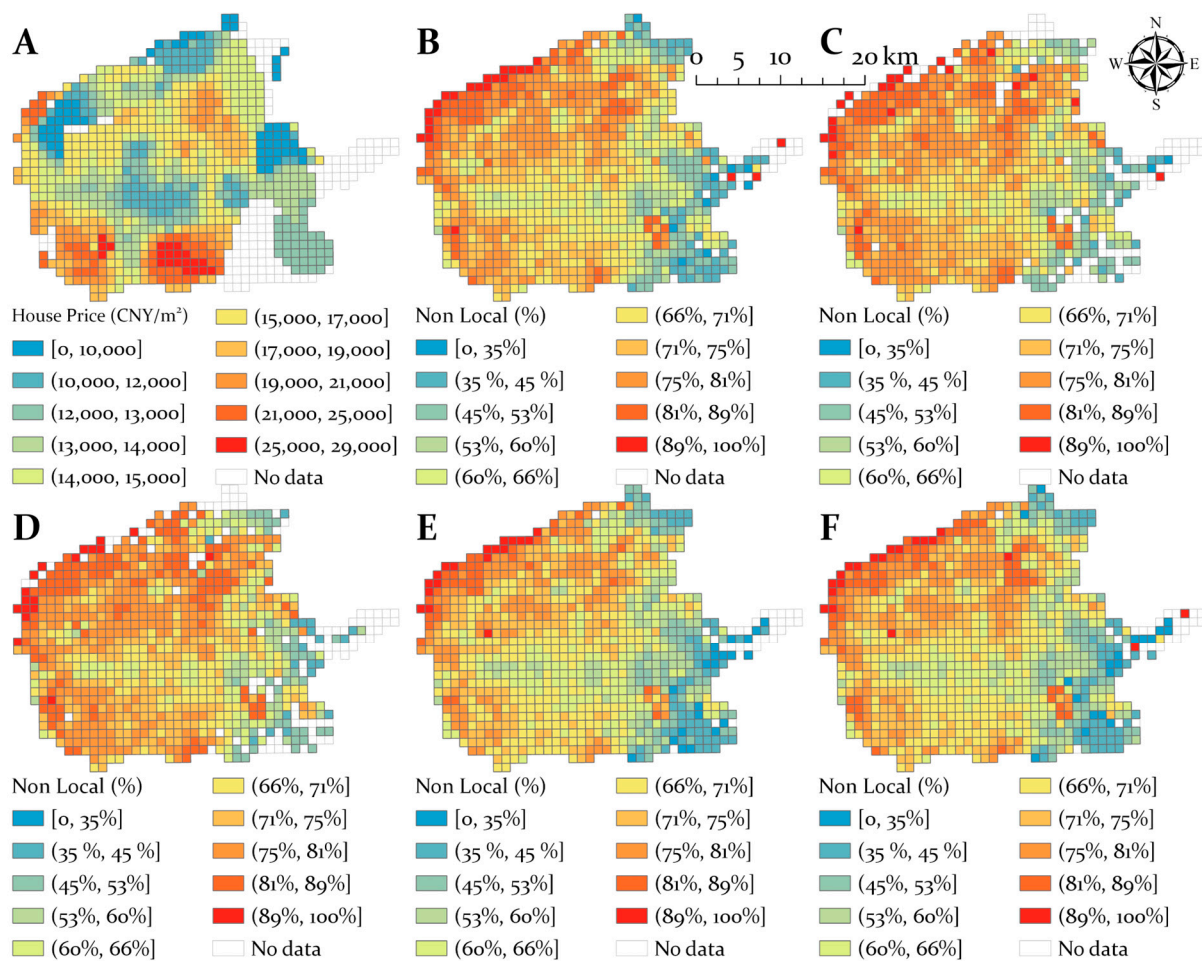 A
B
C
N
W E
S
0 5 10 20 km
House Price (CNY/m²)
[0, 10,000]
(10,000, 12,000]
(12,000, 13,000]
(13,000, 14,000]
(14,000, 15,000]
(15,000, 17,000]
(17,000, 19,000]
(19,000, 21,000]
(21,000, 25,000]
(25,000, 29,000]
No data
Non Local (%)
[0, 35%]
(35 %, 45 %]
(45%, 53%]
(53%, 60%]
(60%, 66%]
(66%, 71%]
(71%, 75%]
(75%, 81%]
(81%, 89%]
(89%, 100%]
No data
Non Local (%)
[0, 35%]
(35 %, 45 %]
(45%, 53%]
(53%, 60%]
(60%, 66%]
(66%, 71%]
(71%, 75%]
(75%, 81%]
(81%, 89%]
(89%, 100%]
No data
D
E
F
Non Local (%)
[0, 35%]
(35 %, 45 %]
(45%, 53%]
(53%, 60%]
(60%, 66%]
(66%, 71%]
(71%, 75%]
(75%, 81%]
(81%, 89%]
(89%, 100%]
No data
Non Local (%)
[0, 35%]
(35 %, 45 %]
(45%, 53%]
(53%, 60%]
(60%, 66%]
(66%, 71%]
(71%, 75%]
(75%, 81%]
(81%, 89%]
(89%, 100%]
No data
Non Local (%)
[0, 35%]
(35 %, 45 %]
(45%, 53%]
(53%, 60%]
(60%, 66%]
(66%, 71%]
(71%, 75%]
(75%, 81%]
(81%, 89%]
(89%, 100%]
No data